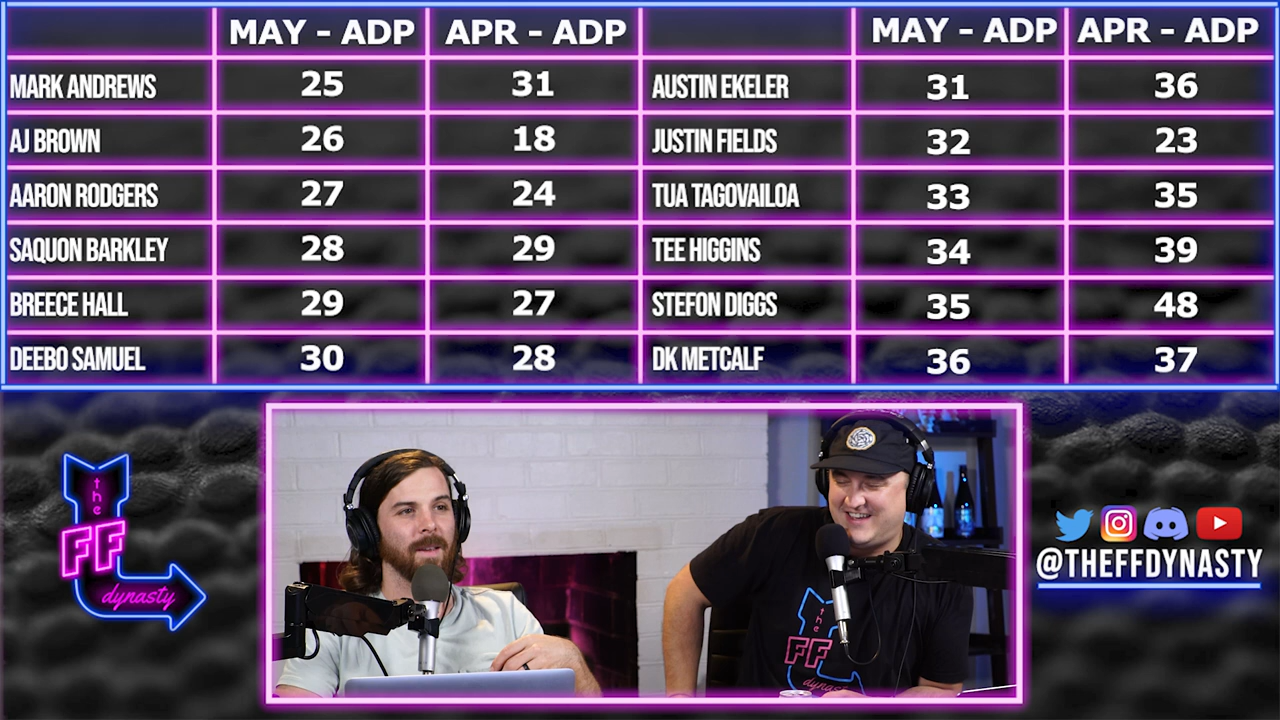 MAY - ADP APR - ADP MAY - ADP APR - ADP
MARK ANDREWS 25 31 AUSTIN EKELER 31 36
AJ BROWN 26 18 JUSTIN FIELDS 32 23
AARON RODGERS 27 24 TUA TAGOVAILOA 33 35
SAQUON BARKLEY 28 29 TEE HIGGINS 34 39
BREECE HALL 29 27 STEFON DIGGS 35 48
DEEBO SAMUEL 30 28 DK METCALF 36 37
the
FF
dynasty
@THEFFDYNASTY
the
FF
dynasty